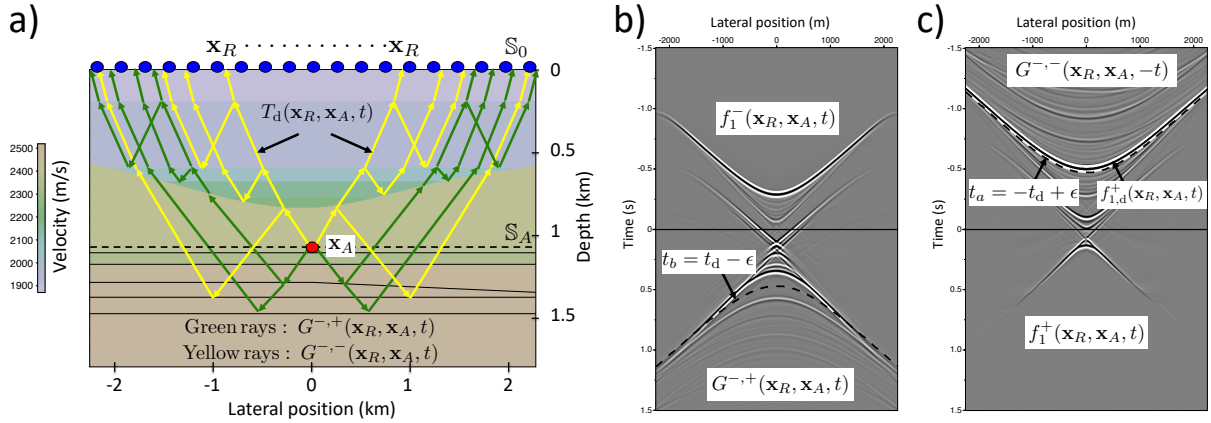 a)
𝐱_R · · · · · · · · · · · · 𝐱_R
𝕊_0
T_d(𝐱_R, 𝐱_A, t)
𝕊_A
𝐱_A
Green rays : G^{-,+}(𝐱_R, 𝐱_A, t)
Yellow rays : G^{-,-}(𝐱_R, 𝐱_A, t)
2500
2400
2300
2200
2100
2000
1900
Velocity (m/s)
0
0.5
1
1.5
Depth (km)
-2 -1 0 1 2
Lateral position (km)
b)
Lateral position (m)
-2000 -1000 0 1000 2000
-1.5
-1.0
-0.5
0
0.5
1.0
1.5
Time (s)
f_1^-(𝐱_R, 𝐱_A, t)
t_b = t_d − ϵ
G^{-,+}(𝐱_R, 𝐱_A, t)
c)
Lateral position (m)
-2000 -1000 0 1000 2000
-1.5
-1.0
-0.5
0
0.5
1.0
1.5
Time (s)
G^{-,-}(𝐱_R, 𝐱_A, -t)
t_a = −t_d + ϵ
f_{1,d}^+(𝐱_R, 𝐱_A, t)
f_1^+(𝐱_R, 𝐱_A, t)